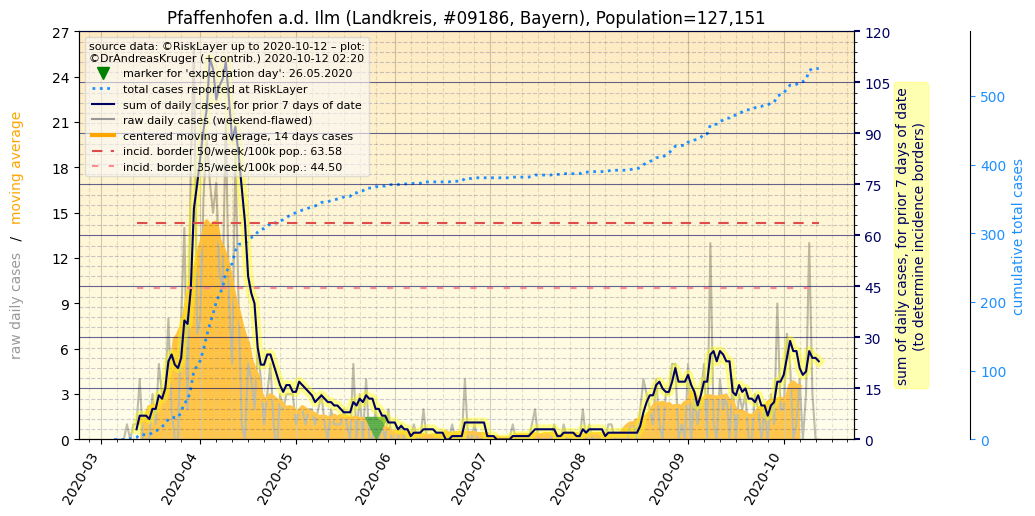 Pfaffenhofen a.d. Ilm (Landkreis, #09186, Bayern), Population=127,151
source data: ©RiskLayer up to 2020-10-12 – plot:
©DrAndreasKruger (+contrib.) 2020-10-12 02:20
marker for 'expectation day': 26.05.2020
total cases reported at RiskLayer
sum of daily cases, for prior 7 days of date
raw daily cases (weekend-flawed)
centered moving average, 14 days cases
incid. border 50/week/100k pop.: 63.58
incid. border 35/week/100k pop.: 44.50
raw daily cases / moving average
27
24
21
18
15
12
9
6
3
0
2020-03
2020-04
2020-05
2020-06
2020-07
2020-08
2020-09
2020-10
120
105
90
75
60
45
30
15
0
sum of daily cases, for prior 7 days of date
(to determine incidence borders)
500
400
300
200
100
0
cumulative total cases